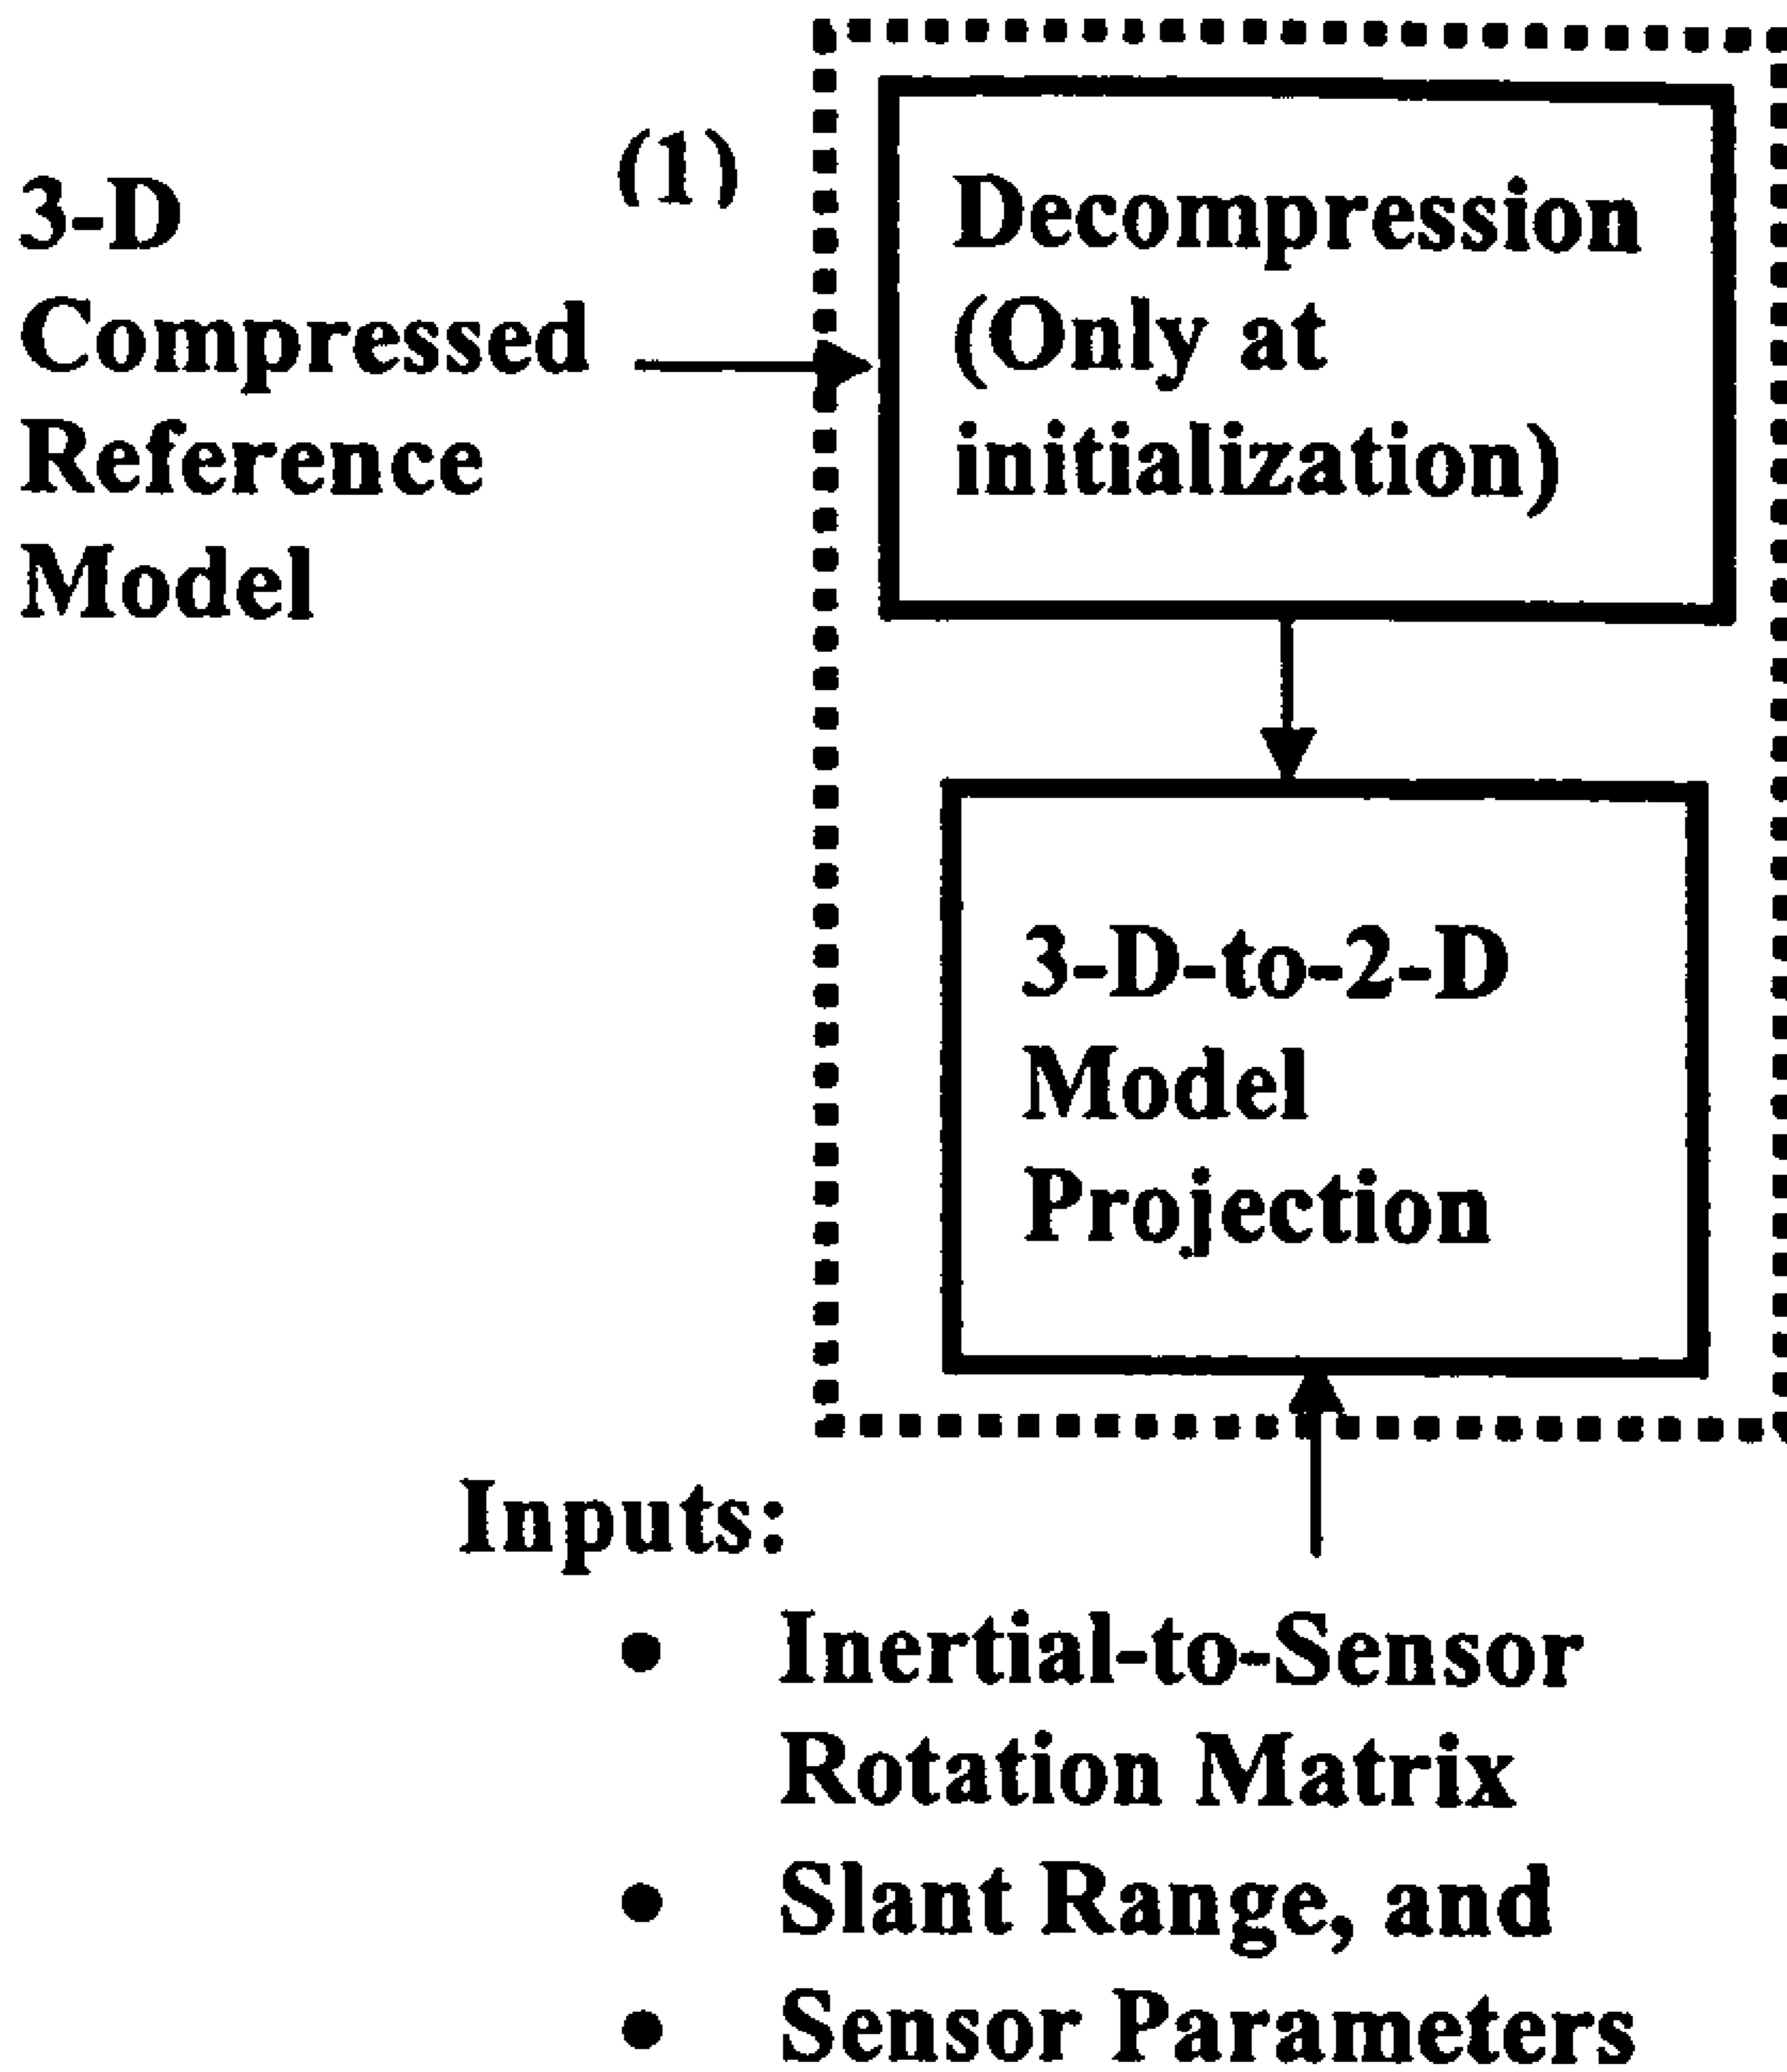 3-D
Compressed
Reference
Model
(1)
Decompression
(Only at
initialization)
3-D-to-2-D
Model
Projection
Inputs:
• Inertial-to-Sensor
Rotation Matrix
• Slant Range, and
• Sensor Parameters